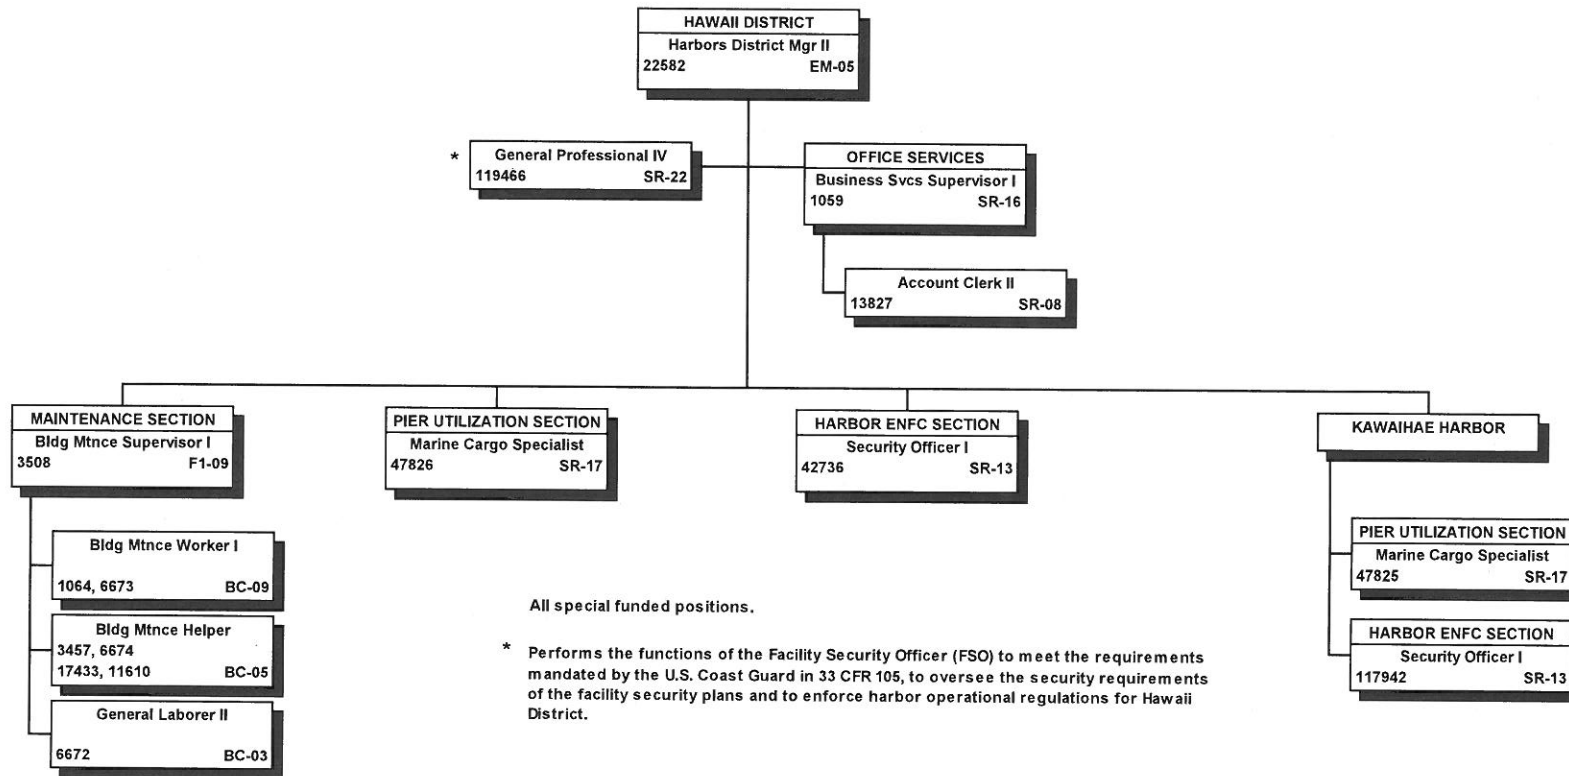 HAWAII DISTRICT
Harbors District Mgr II
22582 EM-05
* General Professional IV
119466 SR-22
OFFICE SERVICES
Business Svcs Supervisor I
1059 SR-16
Account Clerk II
13827 SR-08
MAINTENANCE SECTION
Bldg Mtnce Supervisor I
3508 F1-09
Bldg Mtnce Worker I
1064, 6673 BC-09
Bldg Mtnce Helper
3457, 6674
17433, 11610 BC-05
General Laborer II
6672 BC-03
PIER UTILIZATION SECTION
Marine Cargo Specialist
47826 SR-17
HARBOR ENFC SECTION
Security Officer I
42736 SR-13
KAWAIHAE HARBOR
PIER UTILIZATION SECTION
Marine Cargo Specialist
47825 SR-17
HARBOR ENFC SECTION
Security Officer I
117942 SR-13
All special funded positions.
* Performs the functions of the Facility Security Officer (FSO) to meet the requirements
mandated by the U.S. Coast Guard in 33 CFR 105, to oversee the security requirements
of the facility security plans and to enforce harbor operational regulations for Hawaii
District.